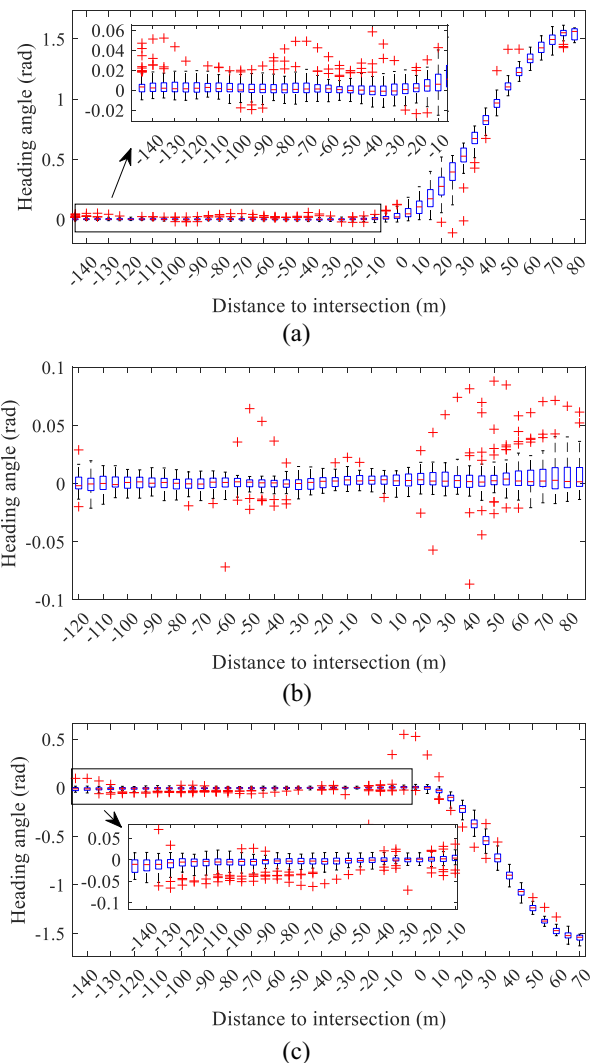 0.06
0.04
0.02
0
-0.01
-140 -130 -120 -110 -100 -90 -80 -70 -60 -50 -40 -30 -20 -10
1.5
1
0.5
0
Heading angle (rad)
-140 -130 -120 -110 -100 -90 -80 -70 -60 -50 -40 -30 -20 -10 0 10 20 30 40 50 60 70 80
Distance to intersection (m)
(a)
0.1
0.05
0
-0.05
-0.1
Heading angle (rad)
-120 -110 -100 -90 -80 -70 -60 -50 -40 -30 -20 -10 0 10 20 30 40 50 60 70 80
Distance to intersection (m)
(b)
0.5
0
-0.5
-1
-1.5
Heading angle (rad)
0.05
0
-0.05
-0.1
-140 -130 -120 -110 -100 -90 -80 -70 -60 -50 -40 -30 -20 -10
-140 -130 -120 -110 -100 -90 -80 -70 -60 -50 -40 -30 -20 -10 0 10 20 30 40 50 60 70
Distance to intersection (m)
(c)